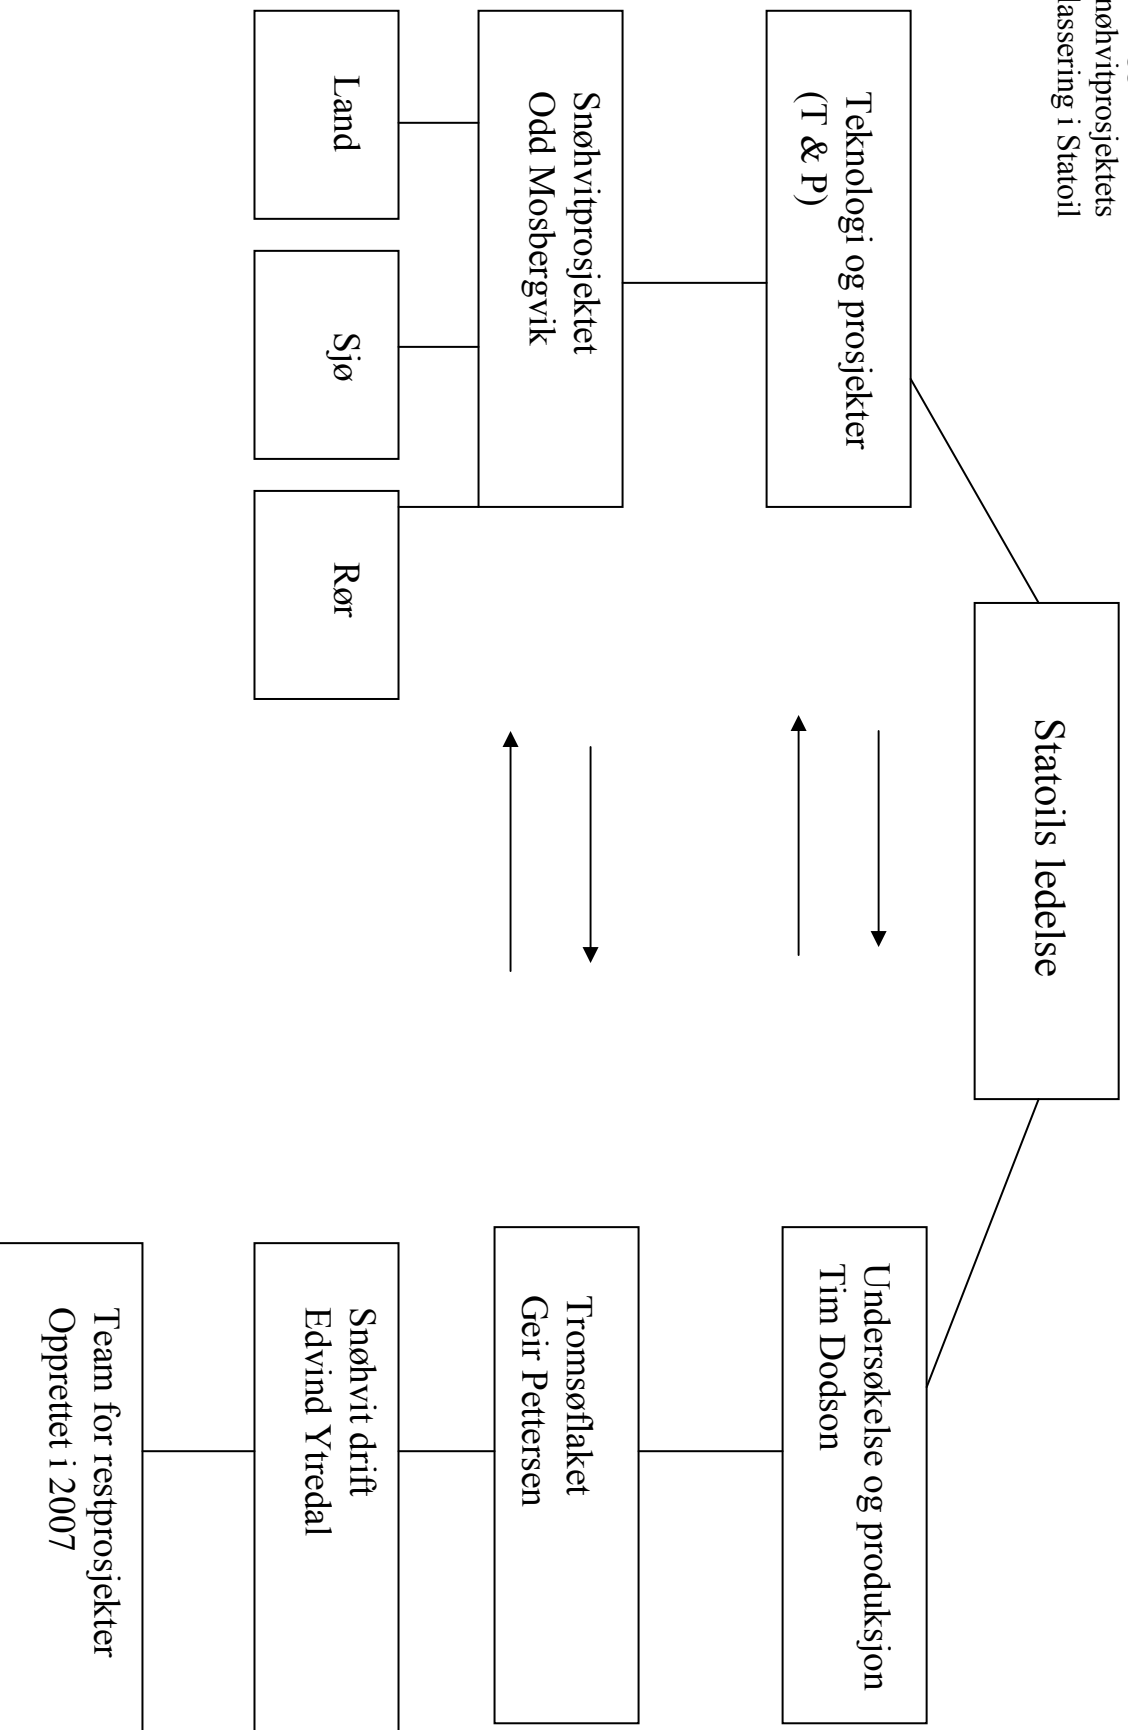 nøhvitprosjektets
lassering i Statoil
Statoils ledelse
Teknologi og prosjekter
(T & P)
Undersøkelse og produksjon
Tim Dodson
Snøhvitprosjektet
Odd Mosbergvik
Tromsøflaket
Geir Pettersen
Land
Sjø
Rør
Snøhvit drift
Edvind Ytredal
Team for restprosjekter
Opprettet i 2007